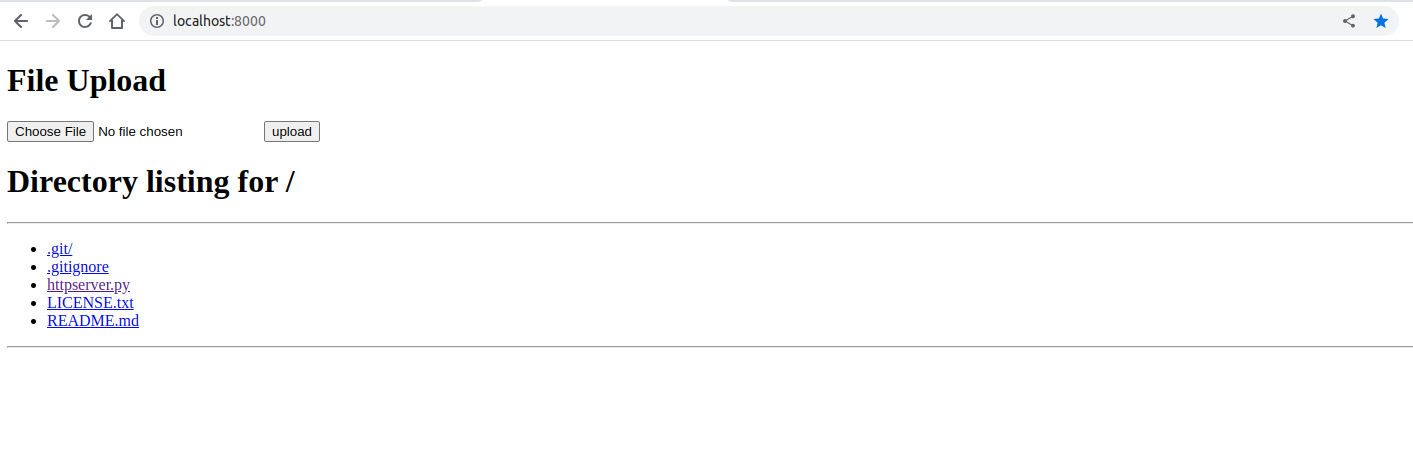 localhost:8000
File Upload
Choose File No file chosen upload
Directory listing for /
.git/
.gitignore
httpserver.py
LICENSE.txt
README.md